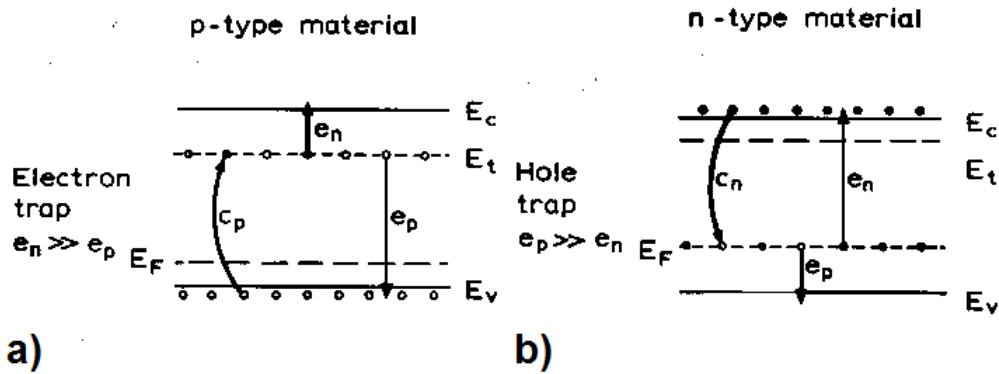 p-type material
n-type material
E_c
e_n
E_t
Electron
trap
e_n >> e_p
c_p
e_p
E_F
E_v
a)
E_c
E_t
Hole
trap
e_p >> e_n
c_n
e_n
E_F
e_p
E_v
b)